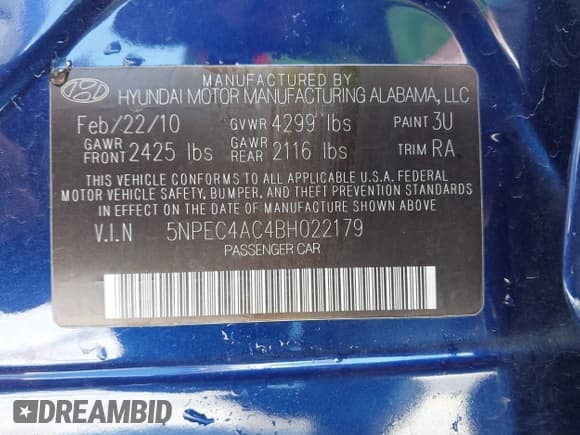 MANUFACTURED BY
HYUNDAI MOTOR MANUFACTURING ALABAMA, LLC
Feb/22/10 GVWR 4299 lbs PAINT 3U
GAWR FRONT 2425 lbs GAWR REAR 2116 lbs TRIM RA
THIS VEHICLE CONFORMS TO ALL APPLICABLE U.S.A. FEDERAL
MOTOR VEHICLE SAFETY, BUMPER, AND THEFT PREVENTION STANDARDS
IN EFFECT ON THE DATE OF MANUFACTURE SHOWN ABOVE.
V.I.N 5NPEC4AC4BH022179
PASSENGER CAR
DREAMBID